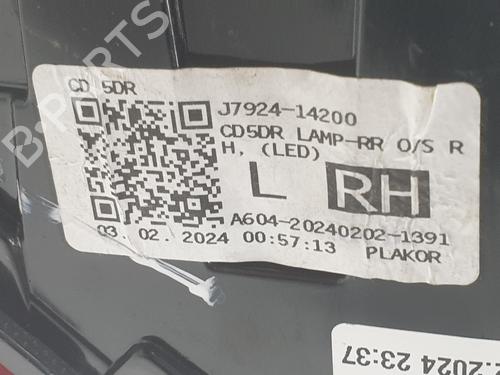 B-PARTS
CD 5DR
J7924-14200
CD5DR LAMP-RR O/S R
H, (LED)
L RH
A604-20240202-1391
03. 02. 2024 00:57:13 PLAKOR
.2024 23:37